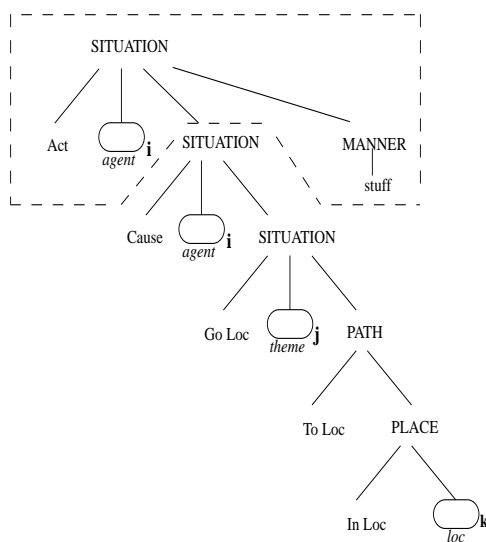 SITUATION
Act
agent i
SITUATION
MANNER
stuff
Cause
agent i
SITUATION
Go Loc
theme j
PATH
To Loc
PLACE
In Loc
loc k